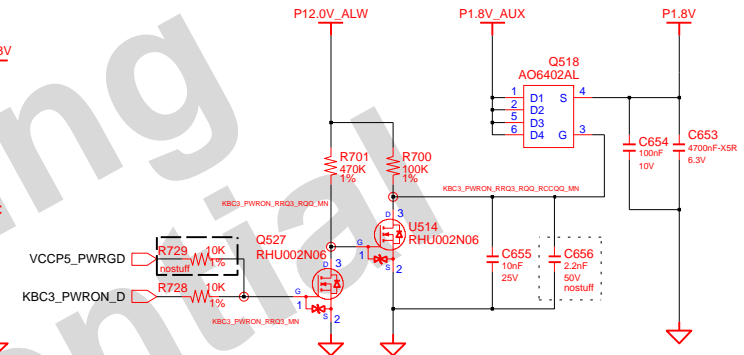 P12.0V_ALW
P1.8V_AUX
P1.8V
3V
Q518
AO6402AL
1
D1
S
4
2
D2
5
D3
6
D4
G
3
C654
100nF
10V
C653
4700nF-X5R
6.3V
R701
470K
1%
R700
100K
1%
KBC3_PWRON_RRQ3_RQQ_MN
KBC3_PWRON_RRQ3_RQQ_RCCQQ_MN
D
3
U514
RHU002N06
G
1
S
2
Q527
RHU002N06
D
3
G
1
S
2
C655
10nF
25V
C656
2.2nF
50V
nostuff
VCCP5_PWRGD
R729
10K
nostuff
1%
KBC3_PWRON_D
R728
10K
1%
KBC3_PWRON_RRQ3_MN